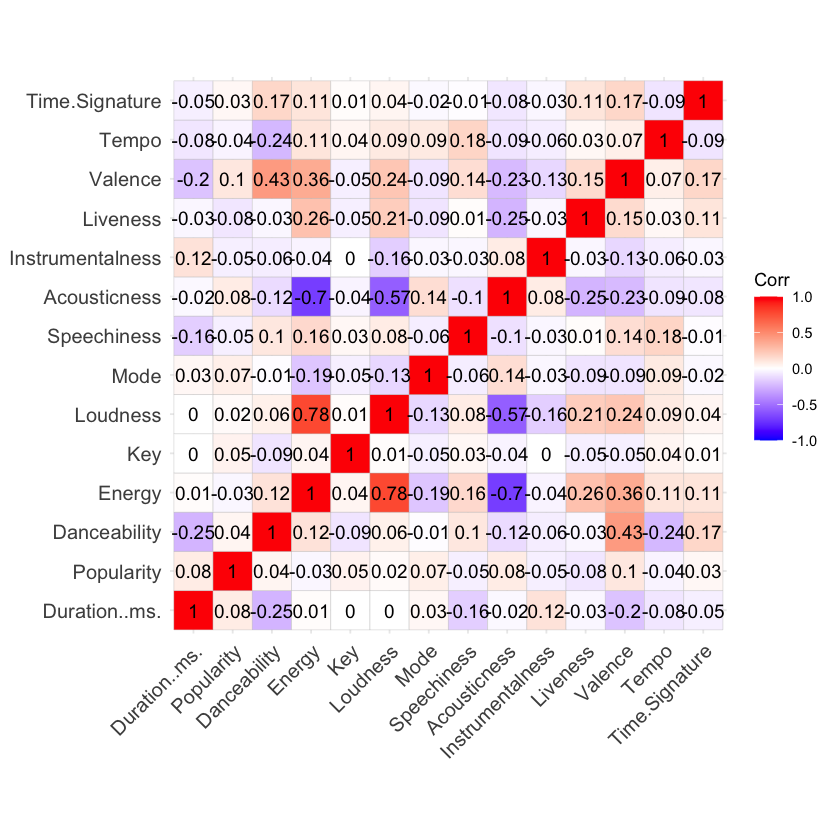 Time.Signature -0.05 0.03 0.17 0.11 0.01 0.04 -0.02 -0.01 -0.08 -0.03 0.11 0.17 -0.09 1
Tempo -0.08 -0.04 -0.24 0.11 0.04 0.09 0.09 0.18 -0.09 -0.06 0.03 0.07 1 -0.09
Valence -0.2 0.1 0.43 0.36 -0.05 0.24 -0.09 0.14 -0.23 -0.13 0.15 1 0.07 0.17
Liveness -0.03 -0.08 -0.03 0.26 -0.05 0.21 -0.09 0.01 -0.25 -0.03 1 0.15 0.03 0.11
Instrumentalness 0.12 -0.05 -0.06 -0.04 0 -0.16 -0.03 -0.03 0.08 1 -0.03 -0.13 -0.06 -0.03
Corr
Acousticness -0.02 0.08 -0.12 -0.7 -0.04 -0.57 0.14 -0.1 1 0.08 -0.25 -0.23 -0.09 -0.08
1.0
Speechiness -0.16 -0.05 0.1 0.16 0.03 0.08 -0.06 1 -0.1 -0.03 0.01 0.14 0.18 -0.01
0.5
Mode 0.03 0.07 -0.01 -0.19 -0.05 -0.13 1 -0.06 0.14 -0.03 -0.09 -0.09 0.09 -0.02
0.0
Loudness 0 0.02 0.06 0.78 0.01 1 -0.13 0.08 -0.57 -0.16 0.21 0.24 0.09 0.04
-0.5
Key 0 0.05 -0.09 0.04 1 0.01 -0.05 0.03 -0.04 0 -0.05 -0.05 0.04 0.01
-1.0
Energy 0.01 -0.03 0.12 1 0.04 0.78 -0.19 0.16 -0.7 -0.04 0.26 0.36 0.11 0.11
Danceability -0.25 0.04 1 0.12 -0.09 0.06 -0.01 0.1 -0.12 -0.06 -0.03 0.43 -0.24 0.17
Popularity 0.08 1 0.04 -0.03 0.05 0.02 0.07 -0.05 0.08 -0.05 -0.08 0.1 -0.04 0.03
Duration..ms. 1 0.08 -0.25 0.01 0 0 0.03 -0.16 -0.02 0.12 -0.03 -0.2 -0.08 -0.05
Duration..ms.
Popularity
Danceability
Energy
Key
Loudness
Mode
Speechiness
Acousticness
Instrumentalness
Liveness
Valence
Tempo
Time.Signature